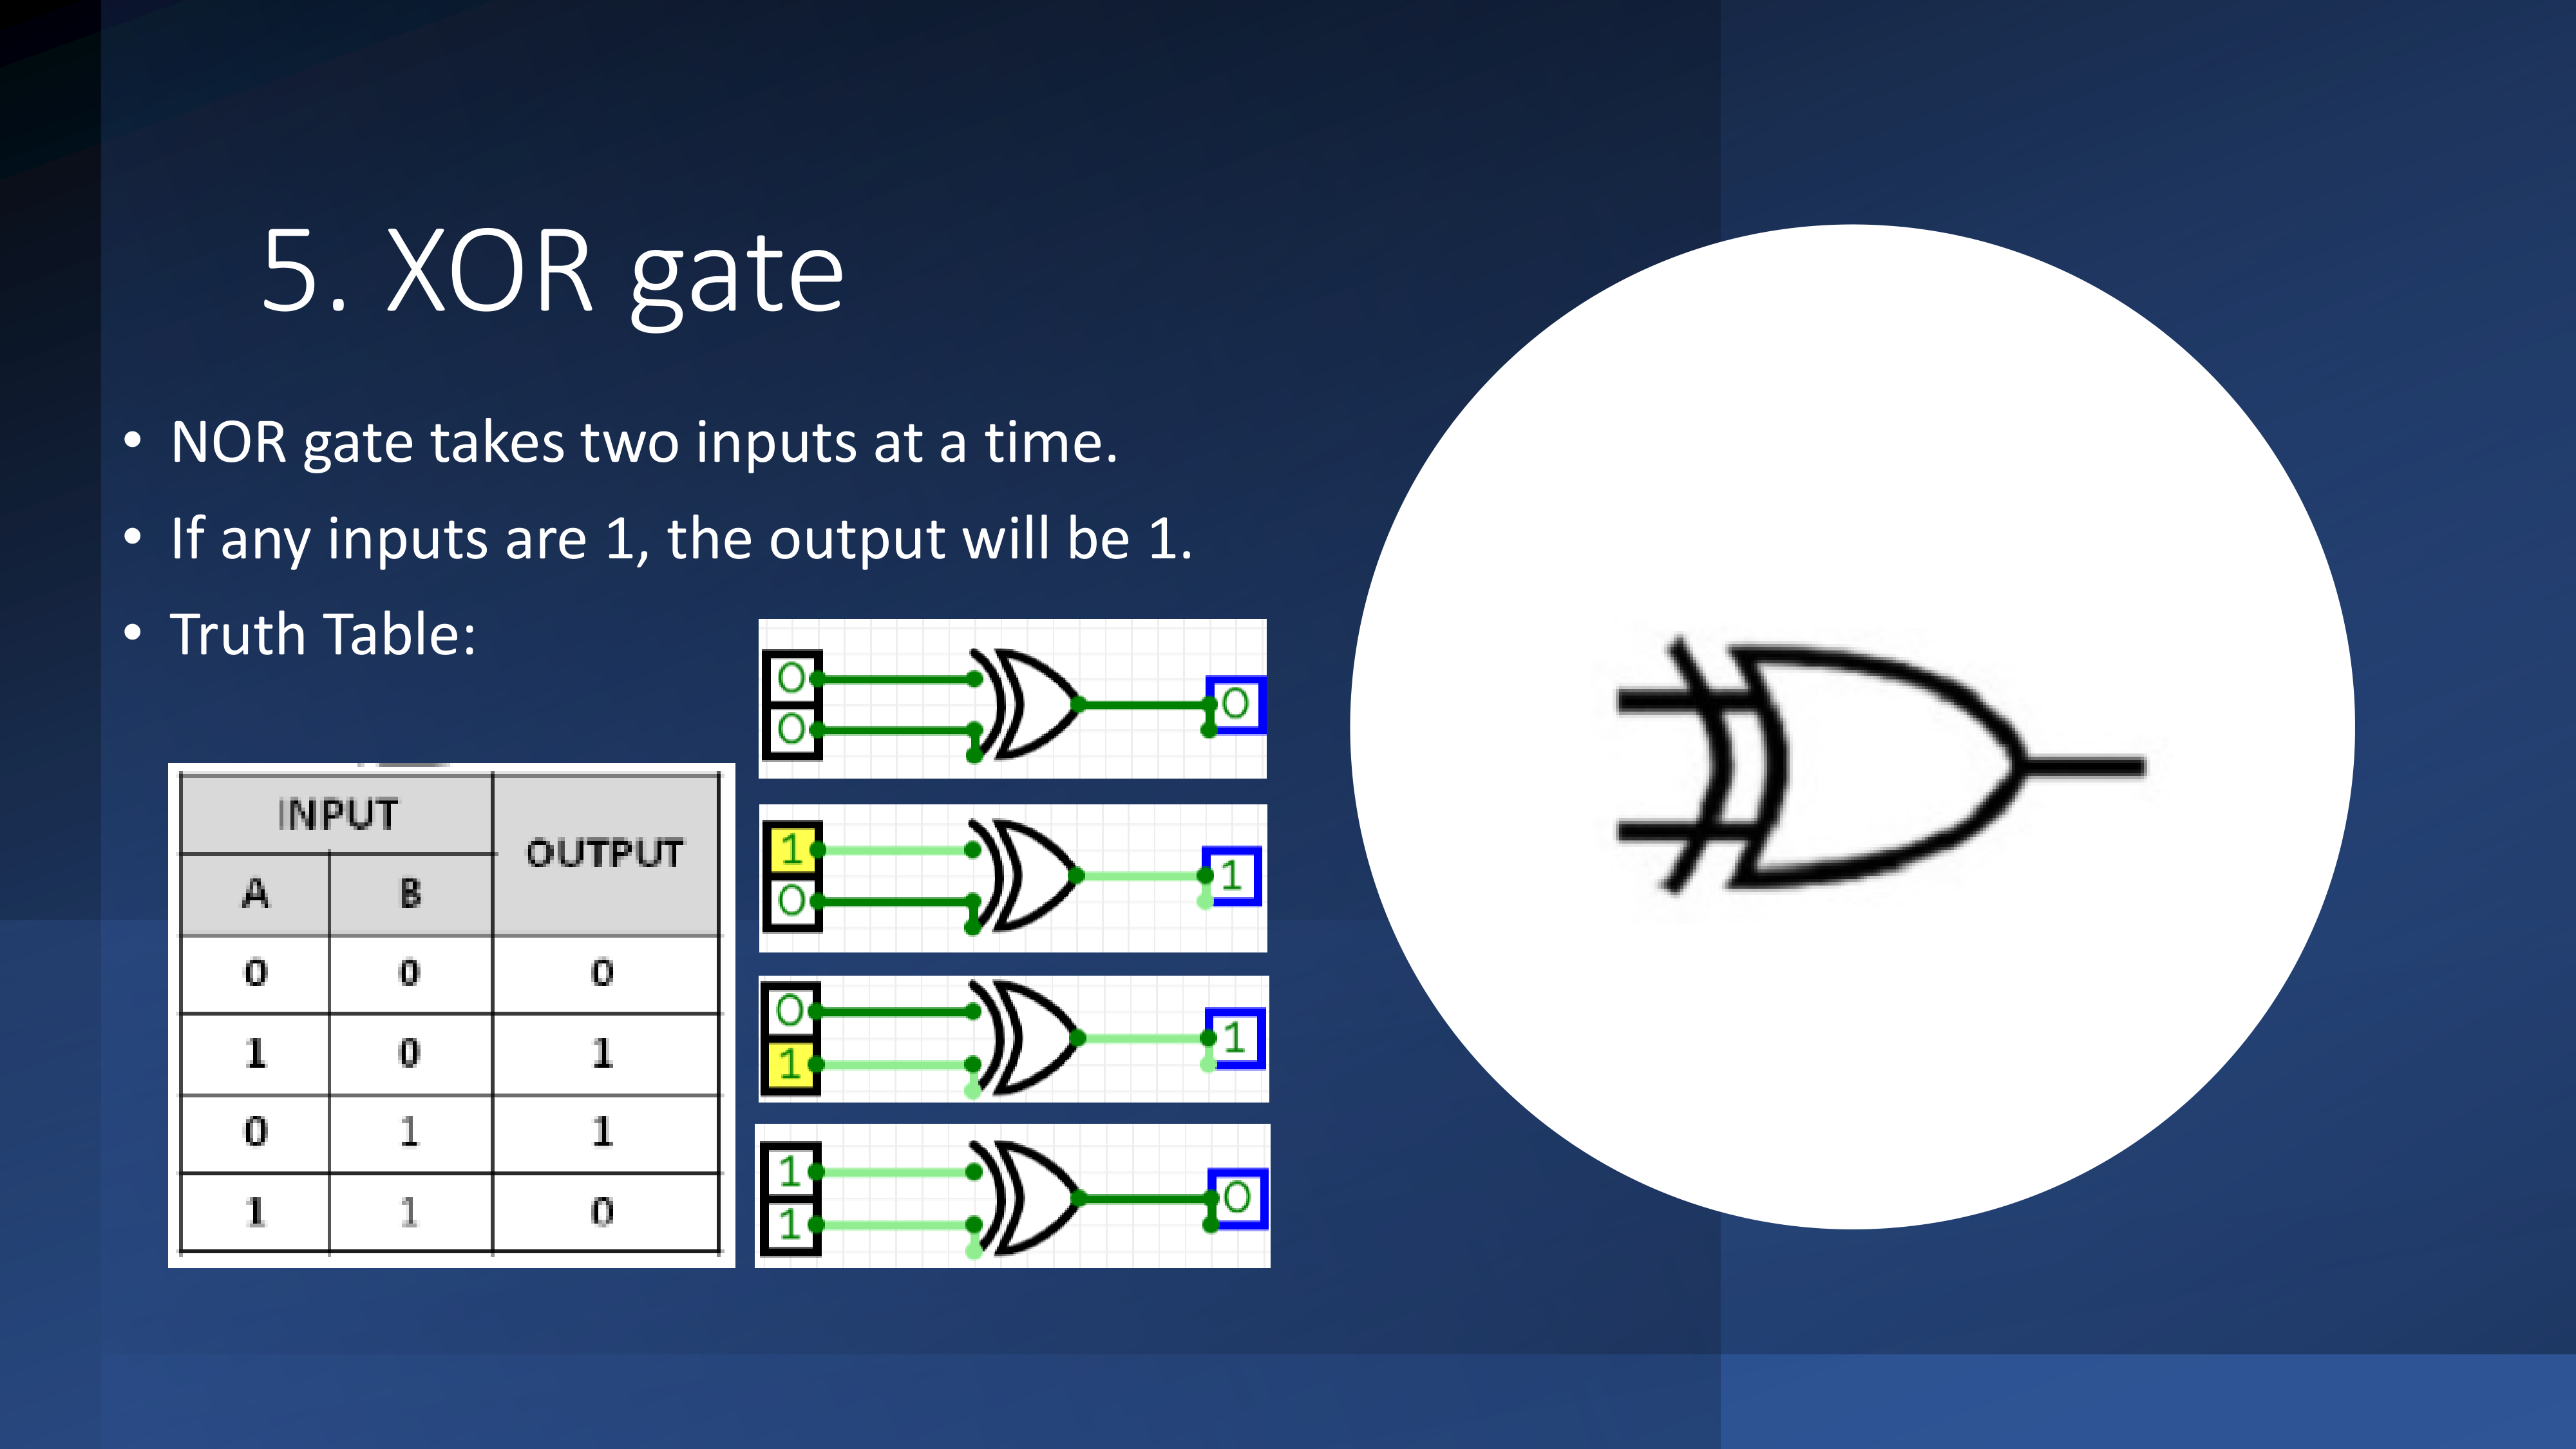 5. XOR gate
• NOR gate takes two inputs at a time.
• If any inputs are 1, the output will be 1.
• Truth Table:
INPUT OUTPUT
A B
0 0 0
1 0 1
0 1 1
1 1 0
0 0
0
1 1
0
0 1
1
1 0
1